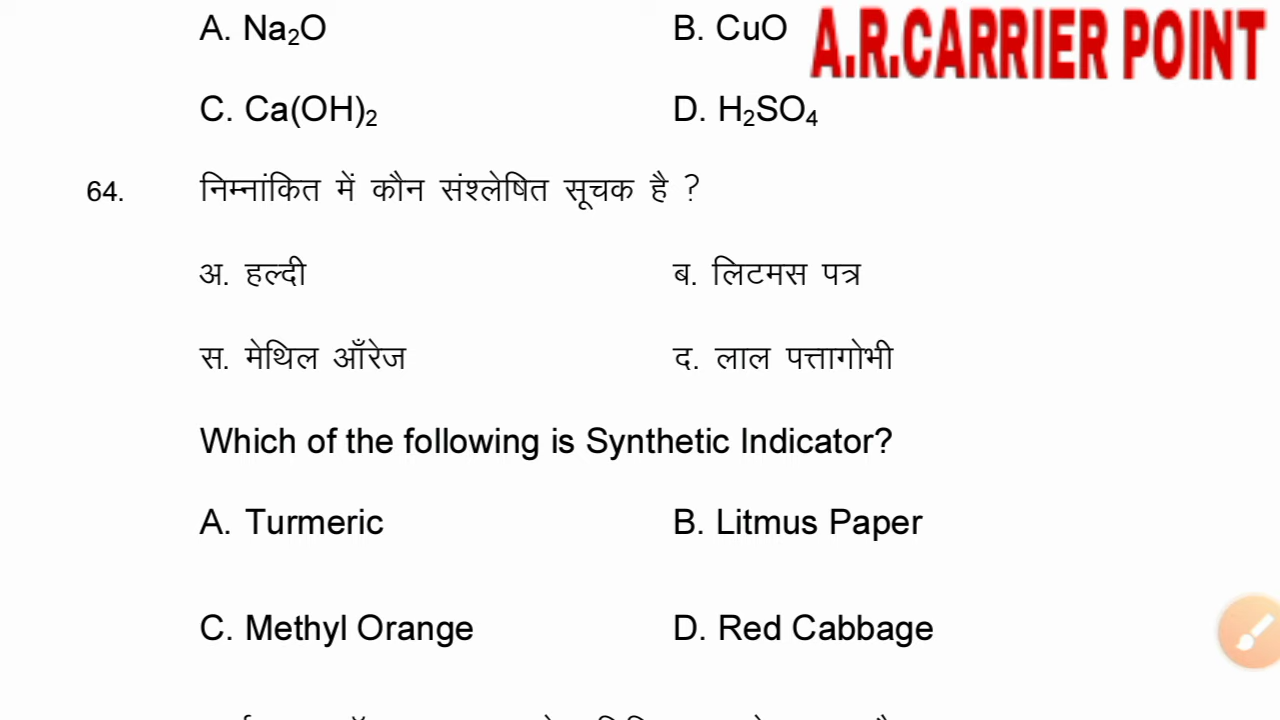 A. Na₂O B. CuO A.R.CARRIER POINT
C. Ca(OH)₂ D. H₂SO₄
64. निम्नांकित में कौन संश्लेषित सूचक है ?
अ. हल्दी ब. लिटमस पत्र
स. मेथिल ऑंरेज द. लाल पत्तागोभी
Which of the following is Synthetic Indicator?
A. Turmeric B. Litmus Paper
C. Methyl Orange D. Red Cabbage